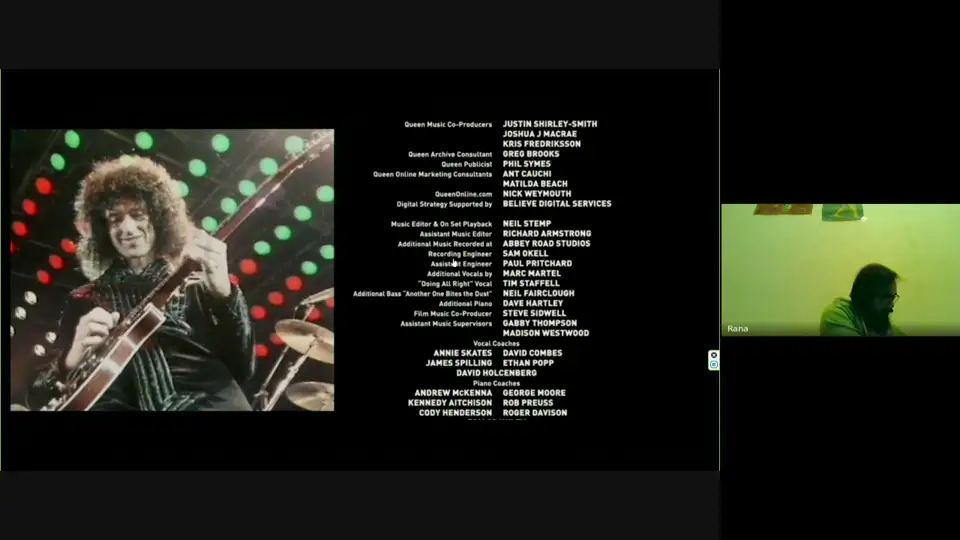 Queen Music Co-Producers JUSTIN SHIRLEY-SMITH
JOSHUA J MACRAE
KRIS FREDRIKSSON
Queen Archive Consultant GREG BROOKS
Queen Publicist PHIL SYMES
Queen Online Marketing Consultants ANT CAUCHI
MATILDA BEACH
QueenOnline.com NICK WEYMOUTH
Digital Strategy Supported by BELIEVE DIGITAL SERVICES
Music Editor & On Set Playback NEIL STEMP
Assistant Music Editor RICHARD ARMSTRONG
Additional Music Recorded at ABBEY ROAD STUDIOS
Recording Engineer SAM OKELL
Assistant Engineer PAUL PRITCHARD
Additional Vocals by MARC MARTEL
"Doing All Right" Vocal TIM STAFFELL
Additional Bass "Another One Bites the Dust" NEIL FAIRCLOUGH
Additional Piano DAVE HARTLEY
Film Music Co-Producer STEVE SIDWELL
Assistant Music Supervisors GABBY THOMPSON
MADISON WESTWOOD
Vocal Coaches
ANNIE SKATES DAVID COMBES
JAMES SPILLING ETHAN POPP
DAVID HOLCENBERG
Piano Coaches
ANDREW McKENNA GEORGE MOORE
KENNEDY AITCHISON ROB PREUSS
CODY HENDERSON ROGER DAVISON
Rana